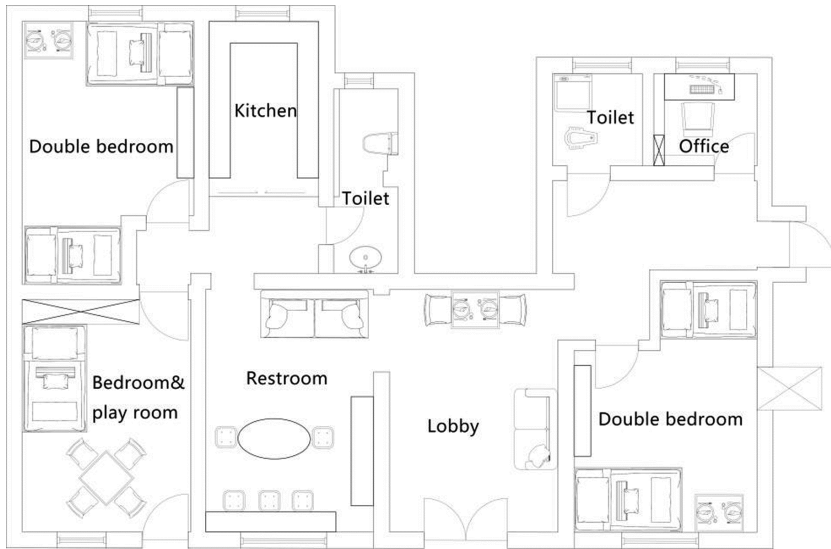 Kitchen
Toilet
Office
Double bedroom
Toilet
Bedroom&
play room
Restroom
Lobby
Double bedroom